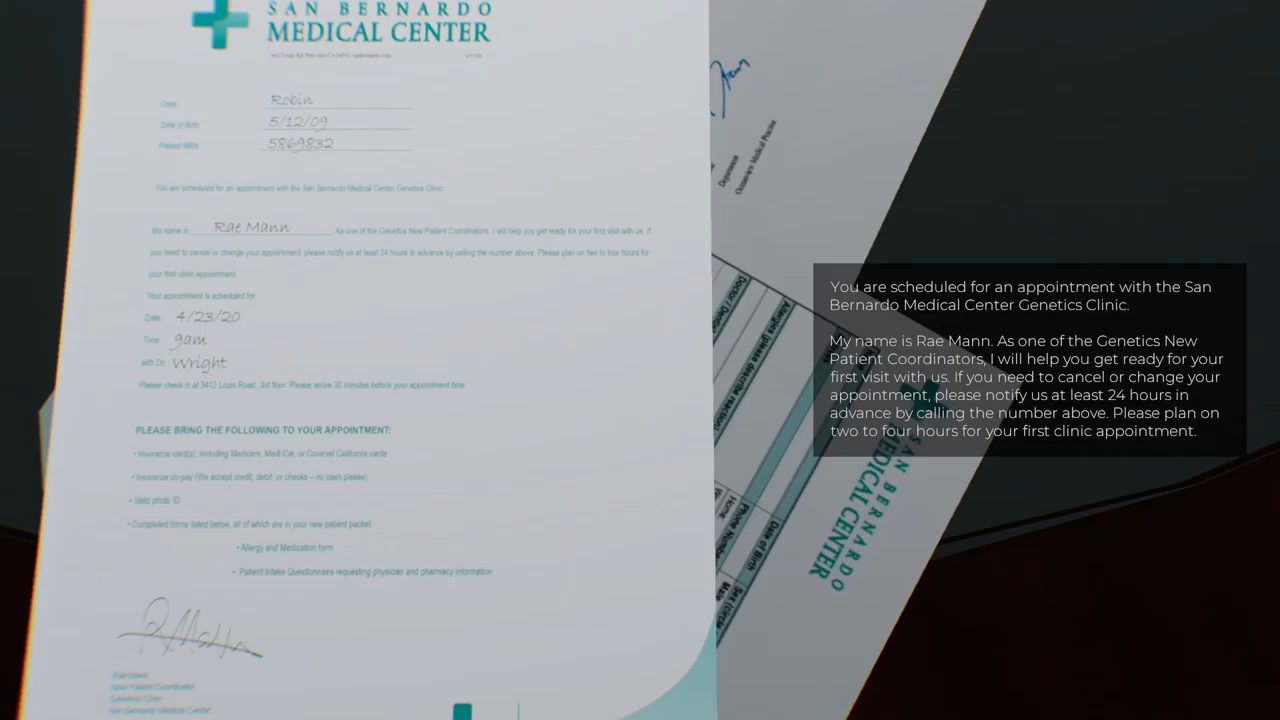 SAN BERNARDO
MEDICAL CENTER
Dear: Robin
Date of Birth 5/12/09
Patient MRN: 5869832
You are scheduled for an appointment with the San Bernardo Medical Center Genetics Clinic
My name is Rae Mann. As one of the Genetics New Patient Coordinators, I will help you get ready for your first visit with us. If
you need to cancel or change your appointment, please notify us at least 24 hours in advance by calling the number above. Please plan on two to four hours for
your first clinic appointment
Your appointment is scheduled for:
Date: 4/23/20
Time: 9am
with Dr. Wright
Please check in at 3412 Louis Road, 3rd floor. Please arrive 30 minutes before your appointment time.
PLEASE BRING THE FOLLOWING TO YOUR APPOINTMENT:
• Insurance card(s), including Medicare, Medi-Cal, or Covered California cards
• Insurance co-pay (We accept credit, debit, or checks – no cash please)
• Valid photo ID
• Completed forms listed below, all of which are in your new patient packet.
• Allergy and Medication form
• Patient Intake Questionnaire requesting physician and pharmacy information
Rae Mann
New Patient Coordinator
Genetics Clinic
San Bernardo Medical Center
Department
Oceanview Medical Practice
Doctor / Dentist
Allergies (please describe reaction)
Home
Phone Number
Date of Birth
Male
Sex (circle
SAN BERNARDO
MEDICAL CENTER
You are scheduled for an appointment with the San
Bernardo Medical Center Genetics Clinic.
My name is Rae Mann. As one of the Genetics New
Patient Coordinators, I will help you get ready for your
first visit with us. If you need to cancel or change your
appointment, please notify us at least 24 hours in
advance by calling the number above. Please plan on
two to four hours for your first clinic appointment.